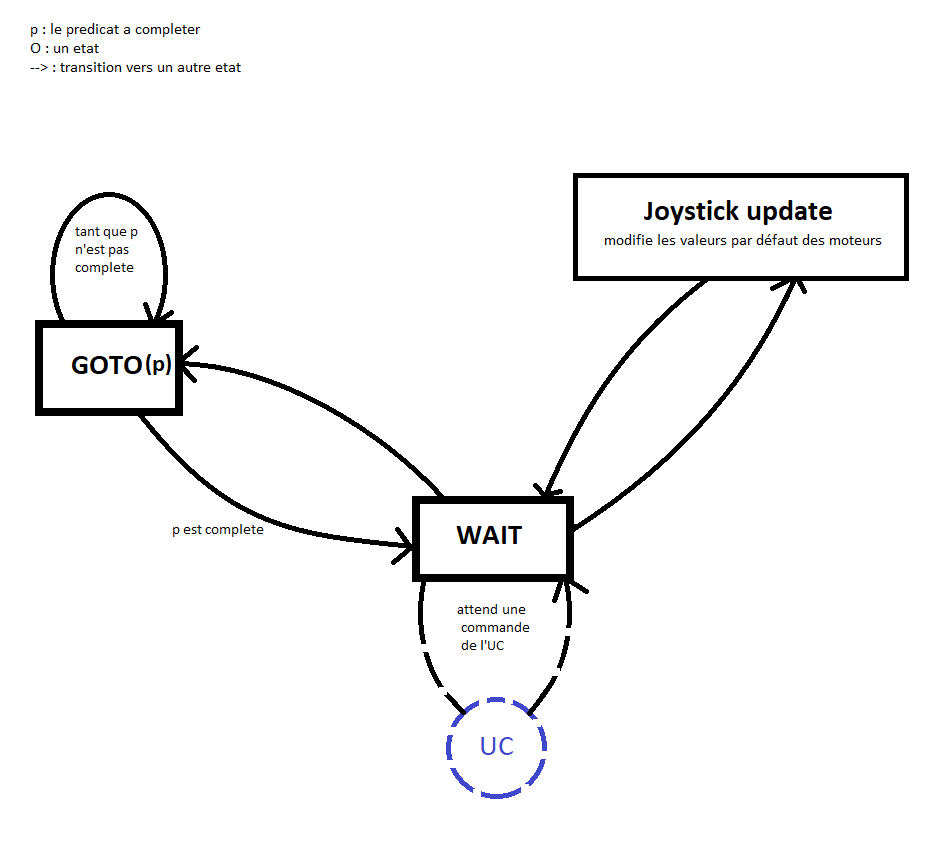 p : le predicat a completer
O : un etat
--> : transition vers un autre etat
tant que p
n'est pas
complete
GOTO(p)
Joystick update
modifie les valeurs par défaut des moteurs
p est complete
WAIT
attend une
commande
de l'UC
UC